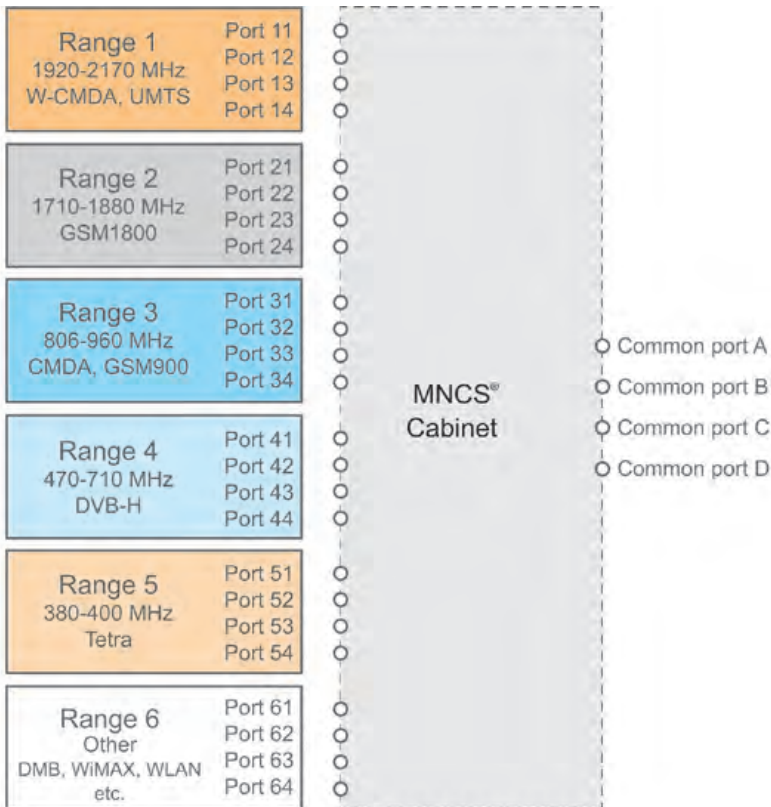 Range 1
1920-2170 MHz
W-CMDA, UMTS
Port 11
Port 12
Port 13
Port 14
Range 2
1710-1880 MHz
GSM1800
Port 21
Port 22
Port 23
Port 24
Range 3
806-960 MHz
CMDA, GSM900
Port 31
Port 32
Port 33
Port 34
Range 4
470-710 MHz
DVB-H
Port 41
Port 42
Port 43
Port 44
Range 5
380-400 MHz
Tetra
Port 51
Port 52
Port 53
Port 54
Range 6
Other
DMB, WiMAX, WLAN
etc.
Port 61
Port 62
Port 63
Port 64
MNCS®
Cabinet
Common port A
Common port B
Common port C
Common port D